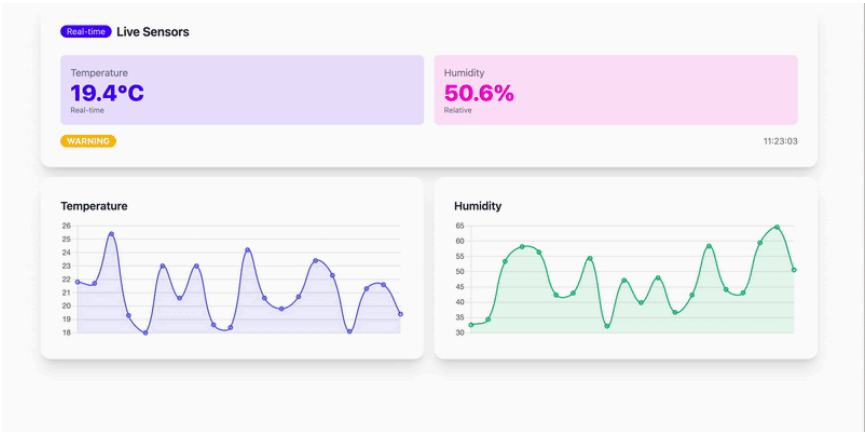 Real-time Live Sensors
Temperature
19.4°C
Real-time
Humidity
50.6%
Relative
WARNING
11:23:03
Temperature
26
25
24
23
22
21
20
19
18
Humidity
65
60
55
50
45
40
35
30